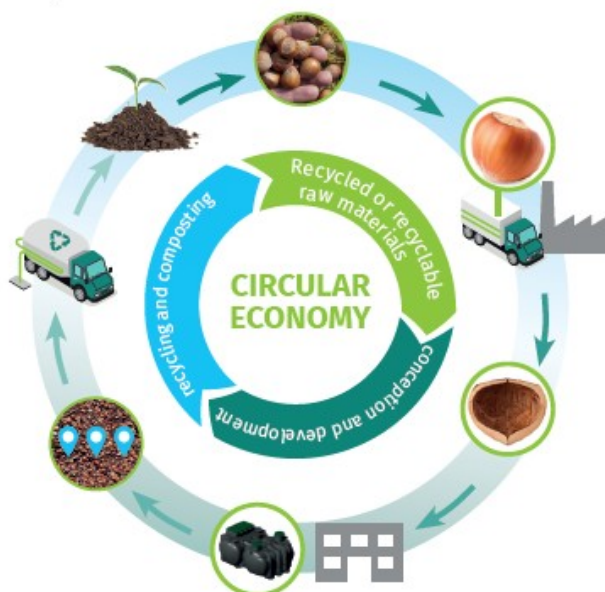 Recycled or recyclable
raw materials
recycling and composting
CIRCULAR
ECONOMY
conception and development